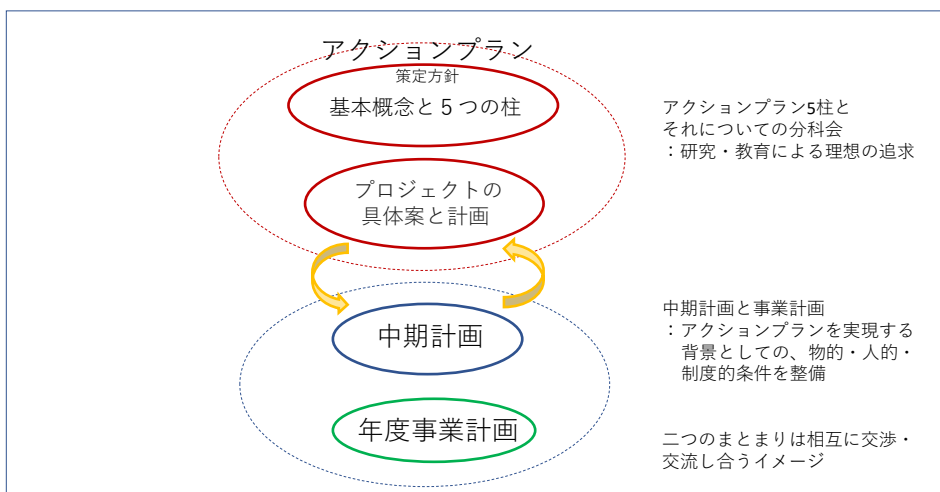 アクションプラン
策定方針
基本概念と５つの柱
プロジェクトの
具体案と計画
中期計画
年度事業計画
アクションプラン5柱と
それについての分科会
：研究・教育による理想の追求
中期計画と事業計画
：アクションプランを実現する
背景としての、物的・人的・
制度的条件を整備
二つのまとまりは相互に交渉・
交流し合うイメージ